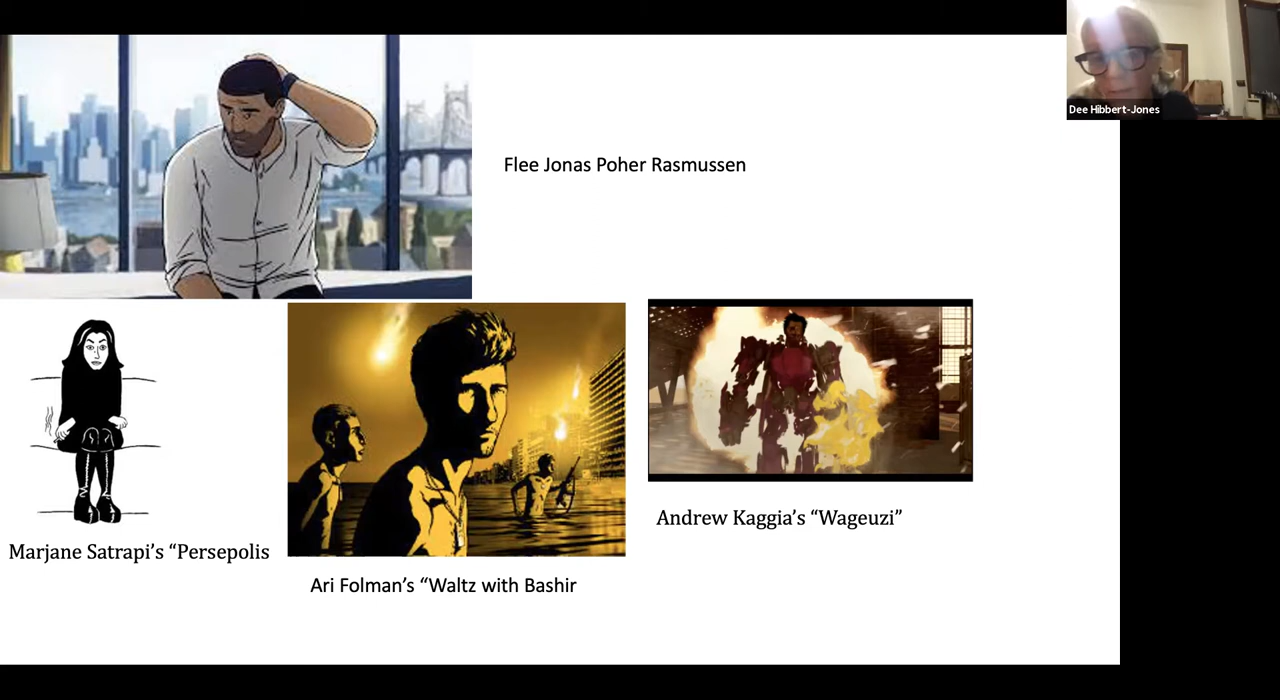 Dee Hibbert-Jones
Flee Jonas Poher Rasmussen
Andrew Kaggia’s “Wageuzi”
Marjane Satrapi’s “Persepolis
Ari Folman’s “Waltz with Bashir